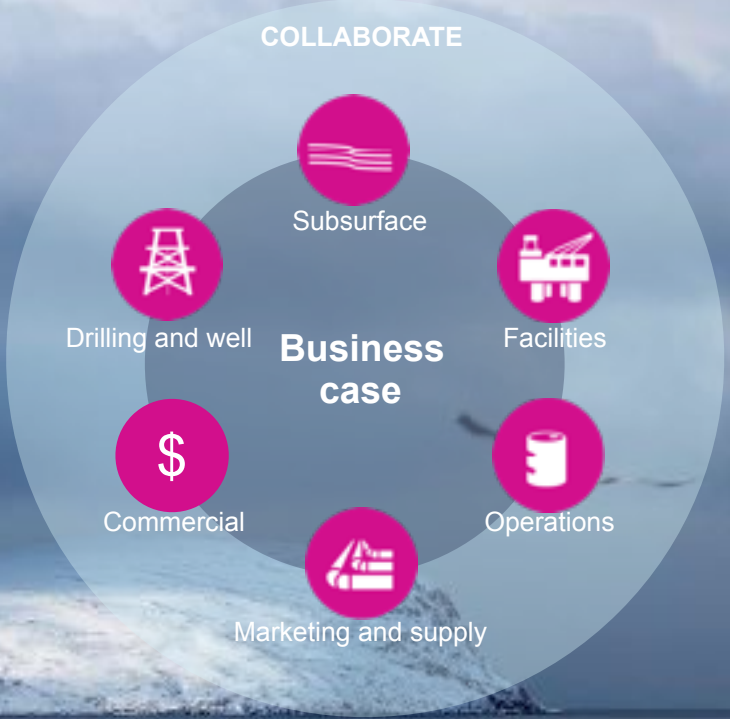 COLLABORATE
Subsurface
Drilling and well
Facilities
Business
case
$
Commercial
Operations
Marketing and supply